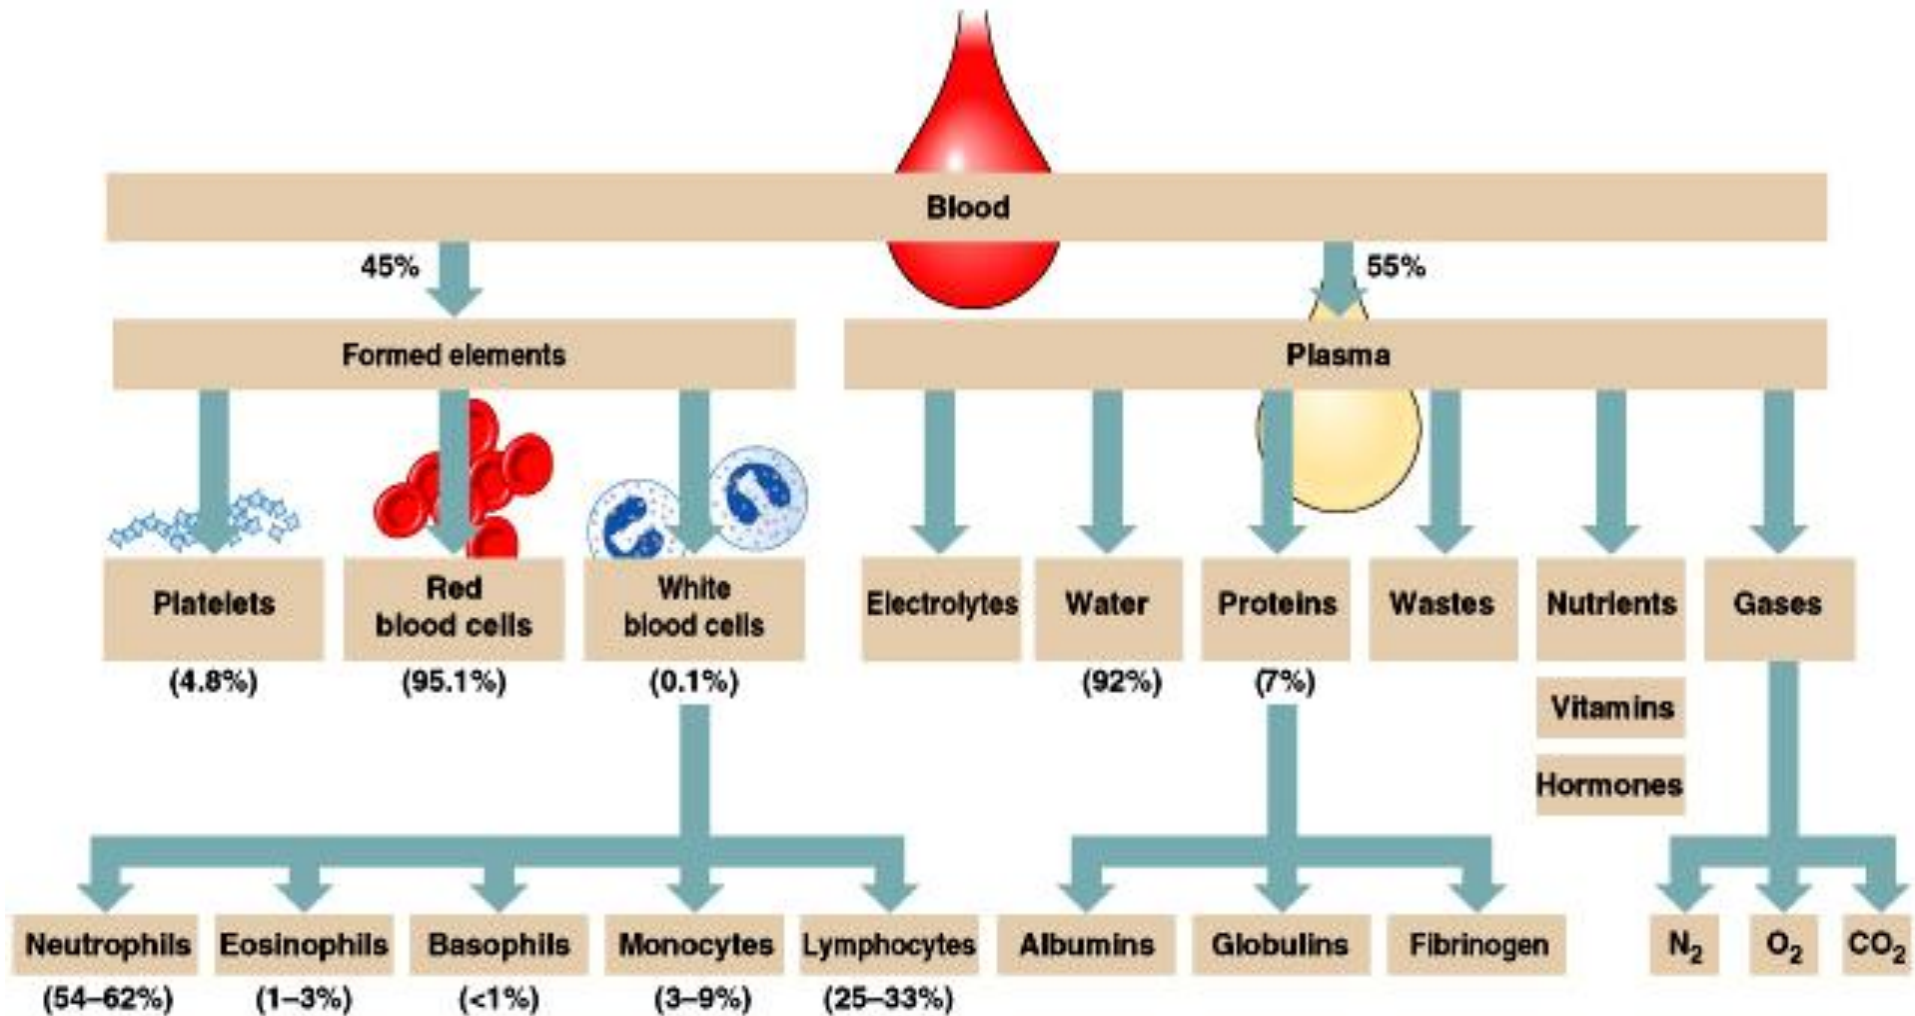 Blood
45%
55%
Formed elements
Plasma
Platelets
Red
blood cells
White
blood cells
Electrolytes
Water
Proteins
Wastes
Nutrients
Gases
(4.8%)
(95.1%)
(0.1%)
(92%)
(7%)
Vitamins
Hormones
Neutrophils
Eosinophils
Basophils
Monocytes
Lymphocytes
Albumins
Globulins
Fibrinogen
N2
O2
CO2
(54–62%)
(1–3%)
(<1%)
(3–9%)
(25–33%)